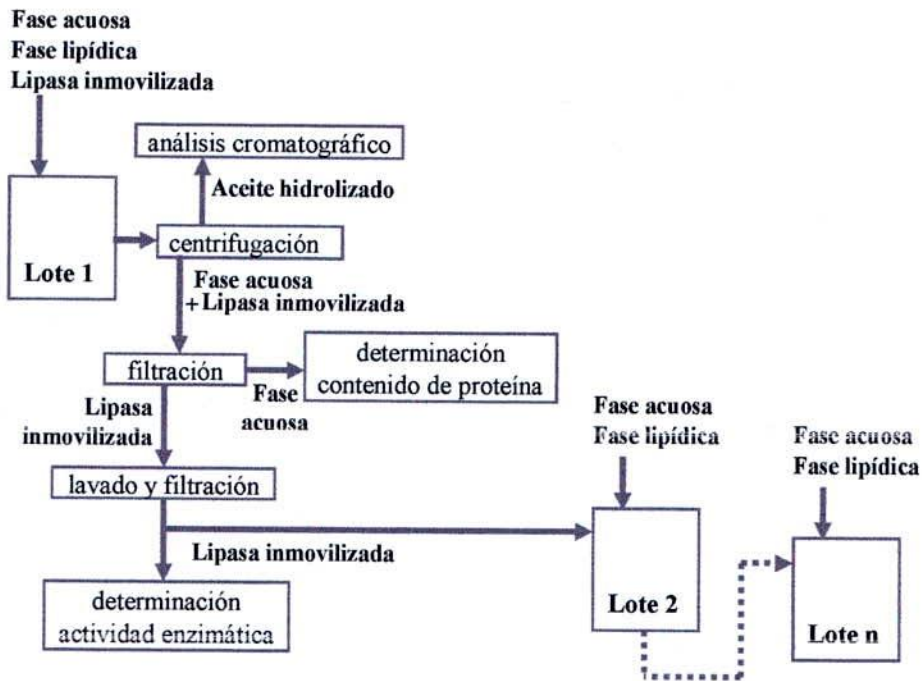 Fase acuosa
Fase lipídica
Lipasa inmovilizada
análisis cromatográfico
Aceite hidrolizado
centrifugación
Lote 1
Fase acuosa
+Lipasa inmovilizada
filtración
determinación
contenido de proteína
Fase
acuosa
Lipasa
inmovilizada
lavado y filtración
Lipasa inmovilizada
determinación
actividad enzimática
Fase acuosa
Fase lipídica
Lote 2
Fase acuosa
Fase lipídica
Lote n